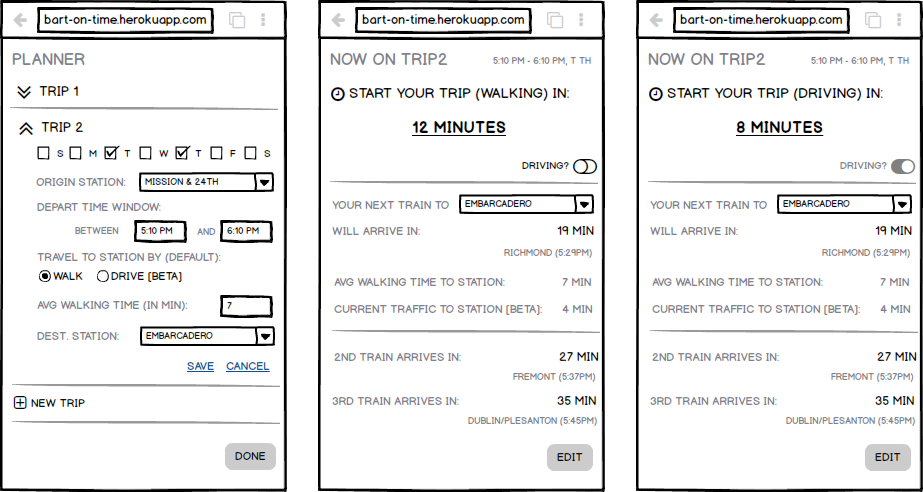 bart-on-time.herokuapp.com
PLANNER
TRIP 1
TRIP 2
S M T W T F S
ORIGIN STATION: MISSION & 24TH
DEPART TIME WINDOW:
BETWEEN 5:10 PM AND 6:10 PM
TRAVEL TO STATION BY (DEFAULT):
WALK DRIVE [BETA]
AVG WALKING TIME (IN MIN): 7
DEST. STATION: EMBARCADERO
SAVE CANCEL
NEW TRIP
DONE
bart-on-time.herokuapp.com
NOW ON TRIP2 5:10 PM - 6:10 PM, T TH
START YOUR TRIP (WALKING) IN:
12 MINUTES
DRIVING?
YOUR NEXT TRAIN TO EMBARCADERO
WILL ARRIVE IN: 19 MIN
RICHMOND (5:29PM)
AVG WALKING TIME TO STATION: 7 MIN
CURRENT TRAFFIC TO STATION [BETA]: 4 MIN
2ND TRAIN ARRIVES IN: 27 MIN
FREMONT (5:37PM)
3RD TRAIN ARRIVES IN: 35 MIN
DUBLIN/PLESANTON (5:45PM)
EDIT
bart-on-time.herokuapp.com
NOW ON TRIP2 5:10 PM - 6:10 PM, T TH
START YOUR TRIP (DRIVING) IN:
8 MINUTES
DRIVING?
YOUR NEXT TRAIN TO EMBARCADERO
WILL ARRIVE IN: 19 MIN
RICHMOND (5:29PM)
AVG WALKING TIME TO STATION: 7 MIN
CURRENT TRAFFIC TO STATION [BETA]: 4 MIN
2ND TRAIN ARRIVES IN: 27 MIN
FREMONT (5:37PM)
3RD TRAIN ARRIVES IN: 35 MIN
DUBLIN/PLESANTON (5:45PM)
EDIT